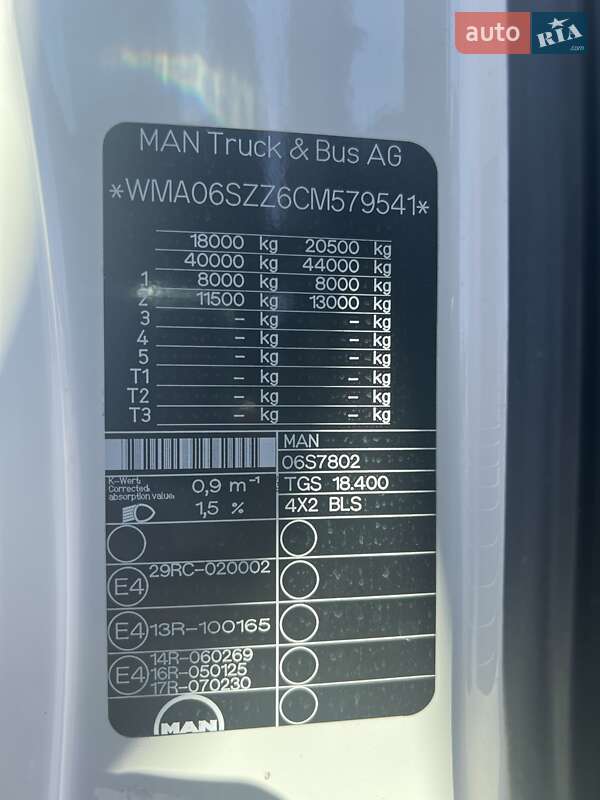 auto RIA.com
MAN Truck & Bus AG
*WMA06SZZ6CM579541*
18000 kg 20500 kg
40000 kg 44000 kg
1 8000 kg 8000 kg
2 11500 kg 13000 kg
3 - kg - kg
4 - kg - kg
5 - kg - kg
T1 - kg - kg
T2 - kg - kg
T3 - kg - kg
MAN
06S7802
K-Wert:
Corrected
absorption value:
0,9 m⁻¹
TGS 18.400
1,5 %
4X2 BLS
E4 29RC-020002
E4 13R-100165
14R-060269
E4 16R-050125
17R-070230
MAN